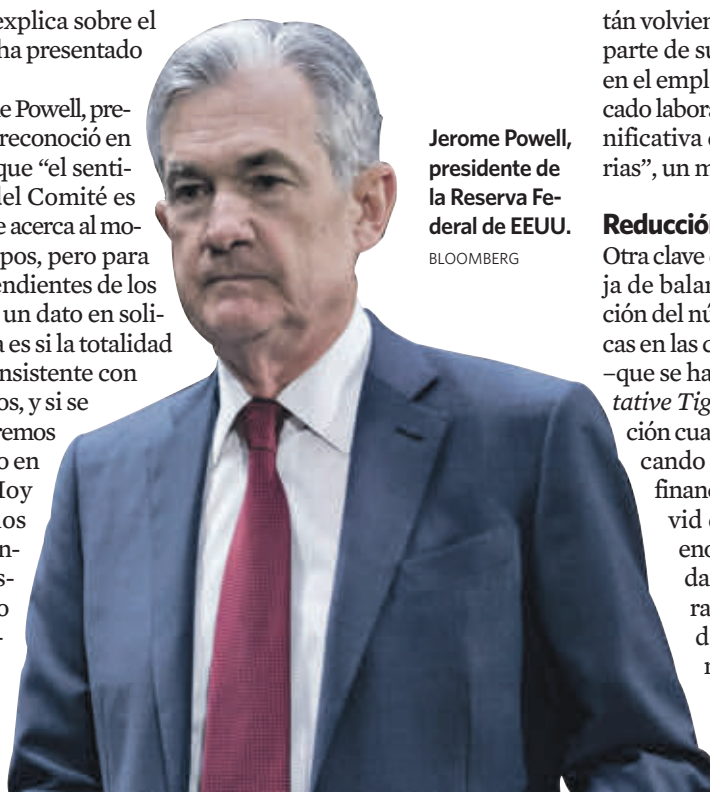 explica sobre el
ha presentado
e Powell, pre-
reconoció en
que “el senti-
del Comité es
e acerca al mo-
pos, pero para
endientes de los
un dato en soli-
a es si la totalidad
nsistente con
os, y si se
remos
o en
Hoy
los
n-
s-
o
-
Jerome Powell,
presidente de
la Reserva Fe-
deral de EEUU.
BLOOMBERG
tán volvien
parte de su
en el empl
cado labora
nificativa
rias”, un m
Reducció
Otra clave
ja de balan
ción del nú
cas en las c
–que se ha
tative Tig
ción cua
cando
financ
vid
eno
da
ra
d